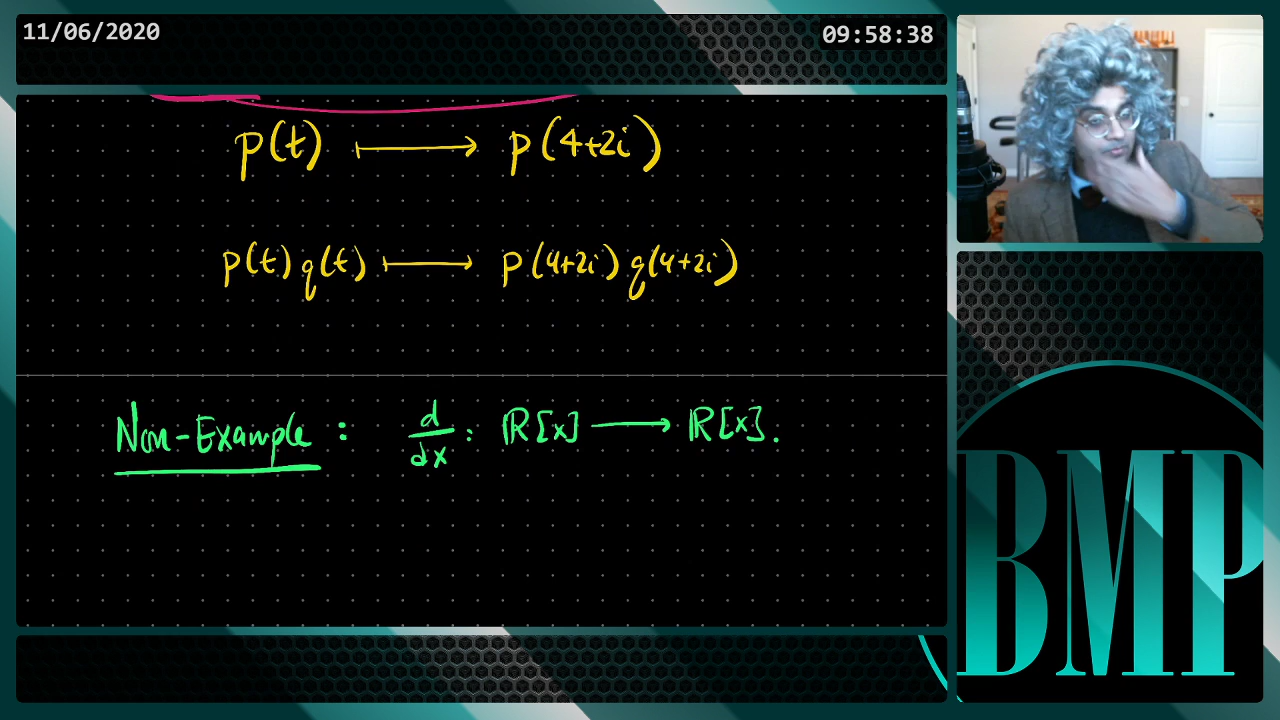 11/06/2020
09:58:38
p(t) ⟼ p(4+2i)
p(t) q(t) ⟼ p(4+2i) q(4+2i)
Non-Example : d/dx : ℝ[x] ⟶ ℝ[x].
BMP